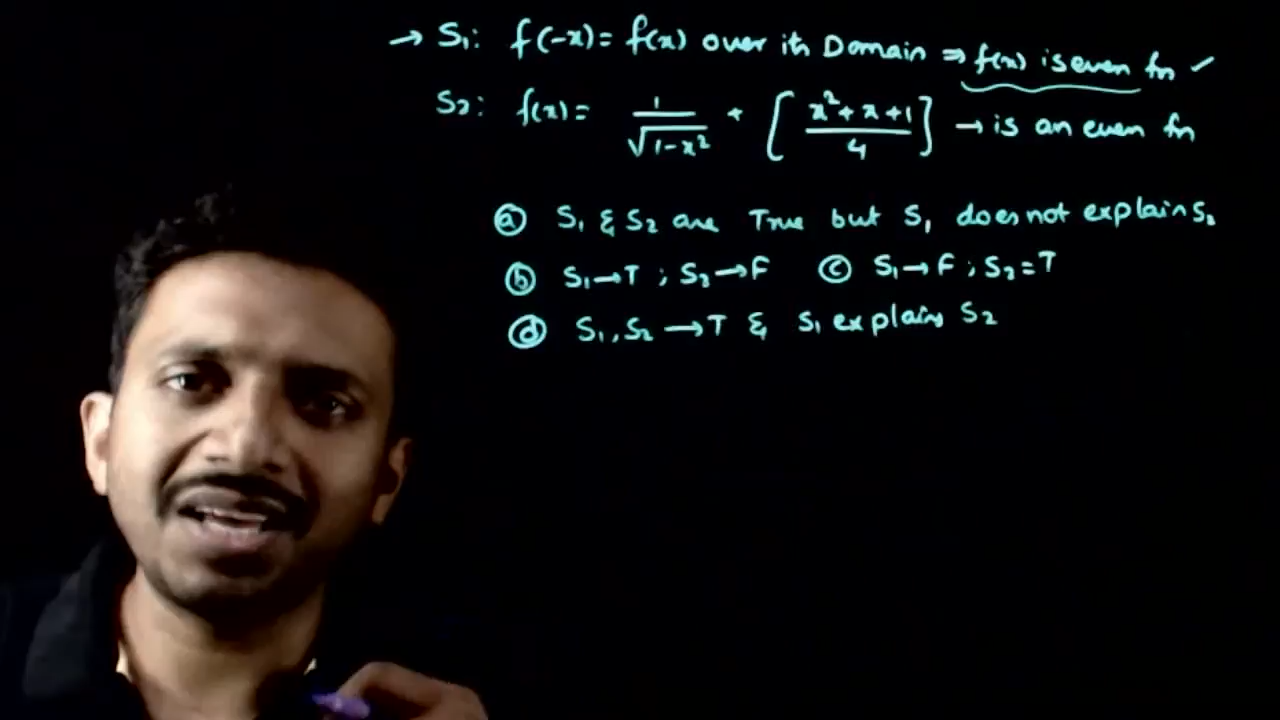 → S₁: f(-x) = f(x) over its Domain ⇒ f(x) is even fn ✓
S₂: f(x) = 1/√(1-x²) + [(x²+x+1)/4] → is an even fn
ⓐ S₁ & S₂ are True but S₁ does not explain S₂
ⓑ S₁→T ; S₂→F ⓒ S₁→F ; S₂=T
ⓓ S₁, S₂ → T & S₁ explains S₂